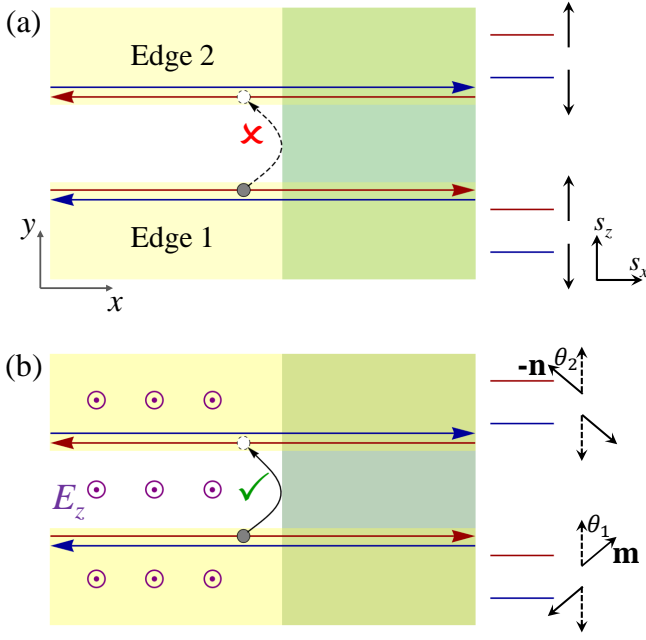 (a)
Edge 2
Edge 1
y
x
s_z
s_x
(b)
-n
θ_2
E_z
θ_1
m